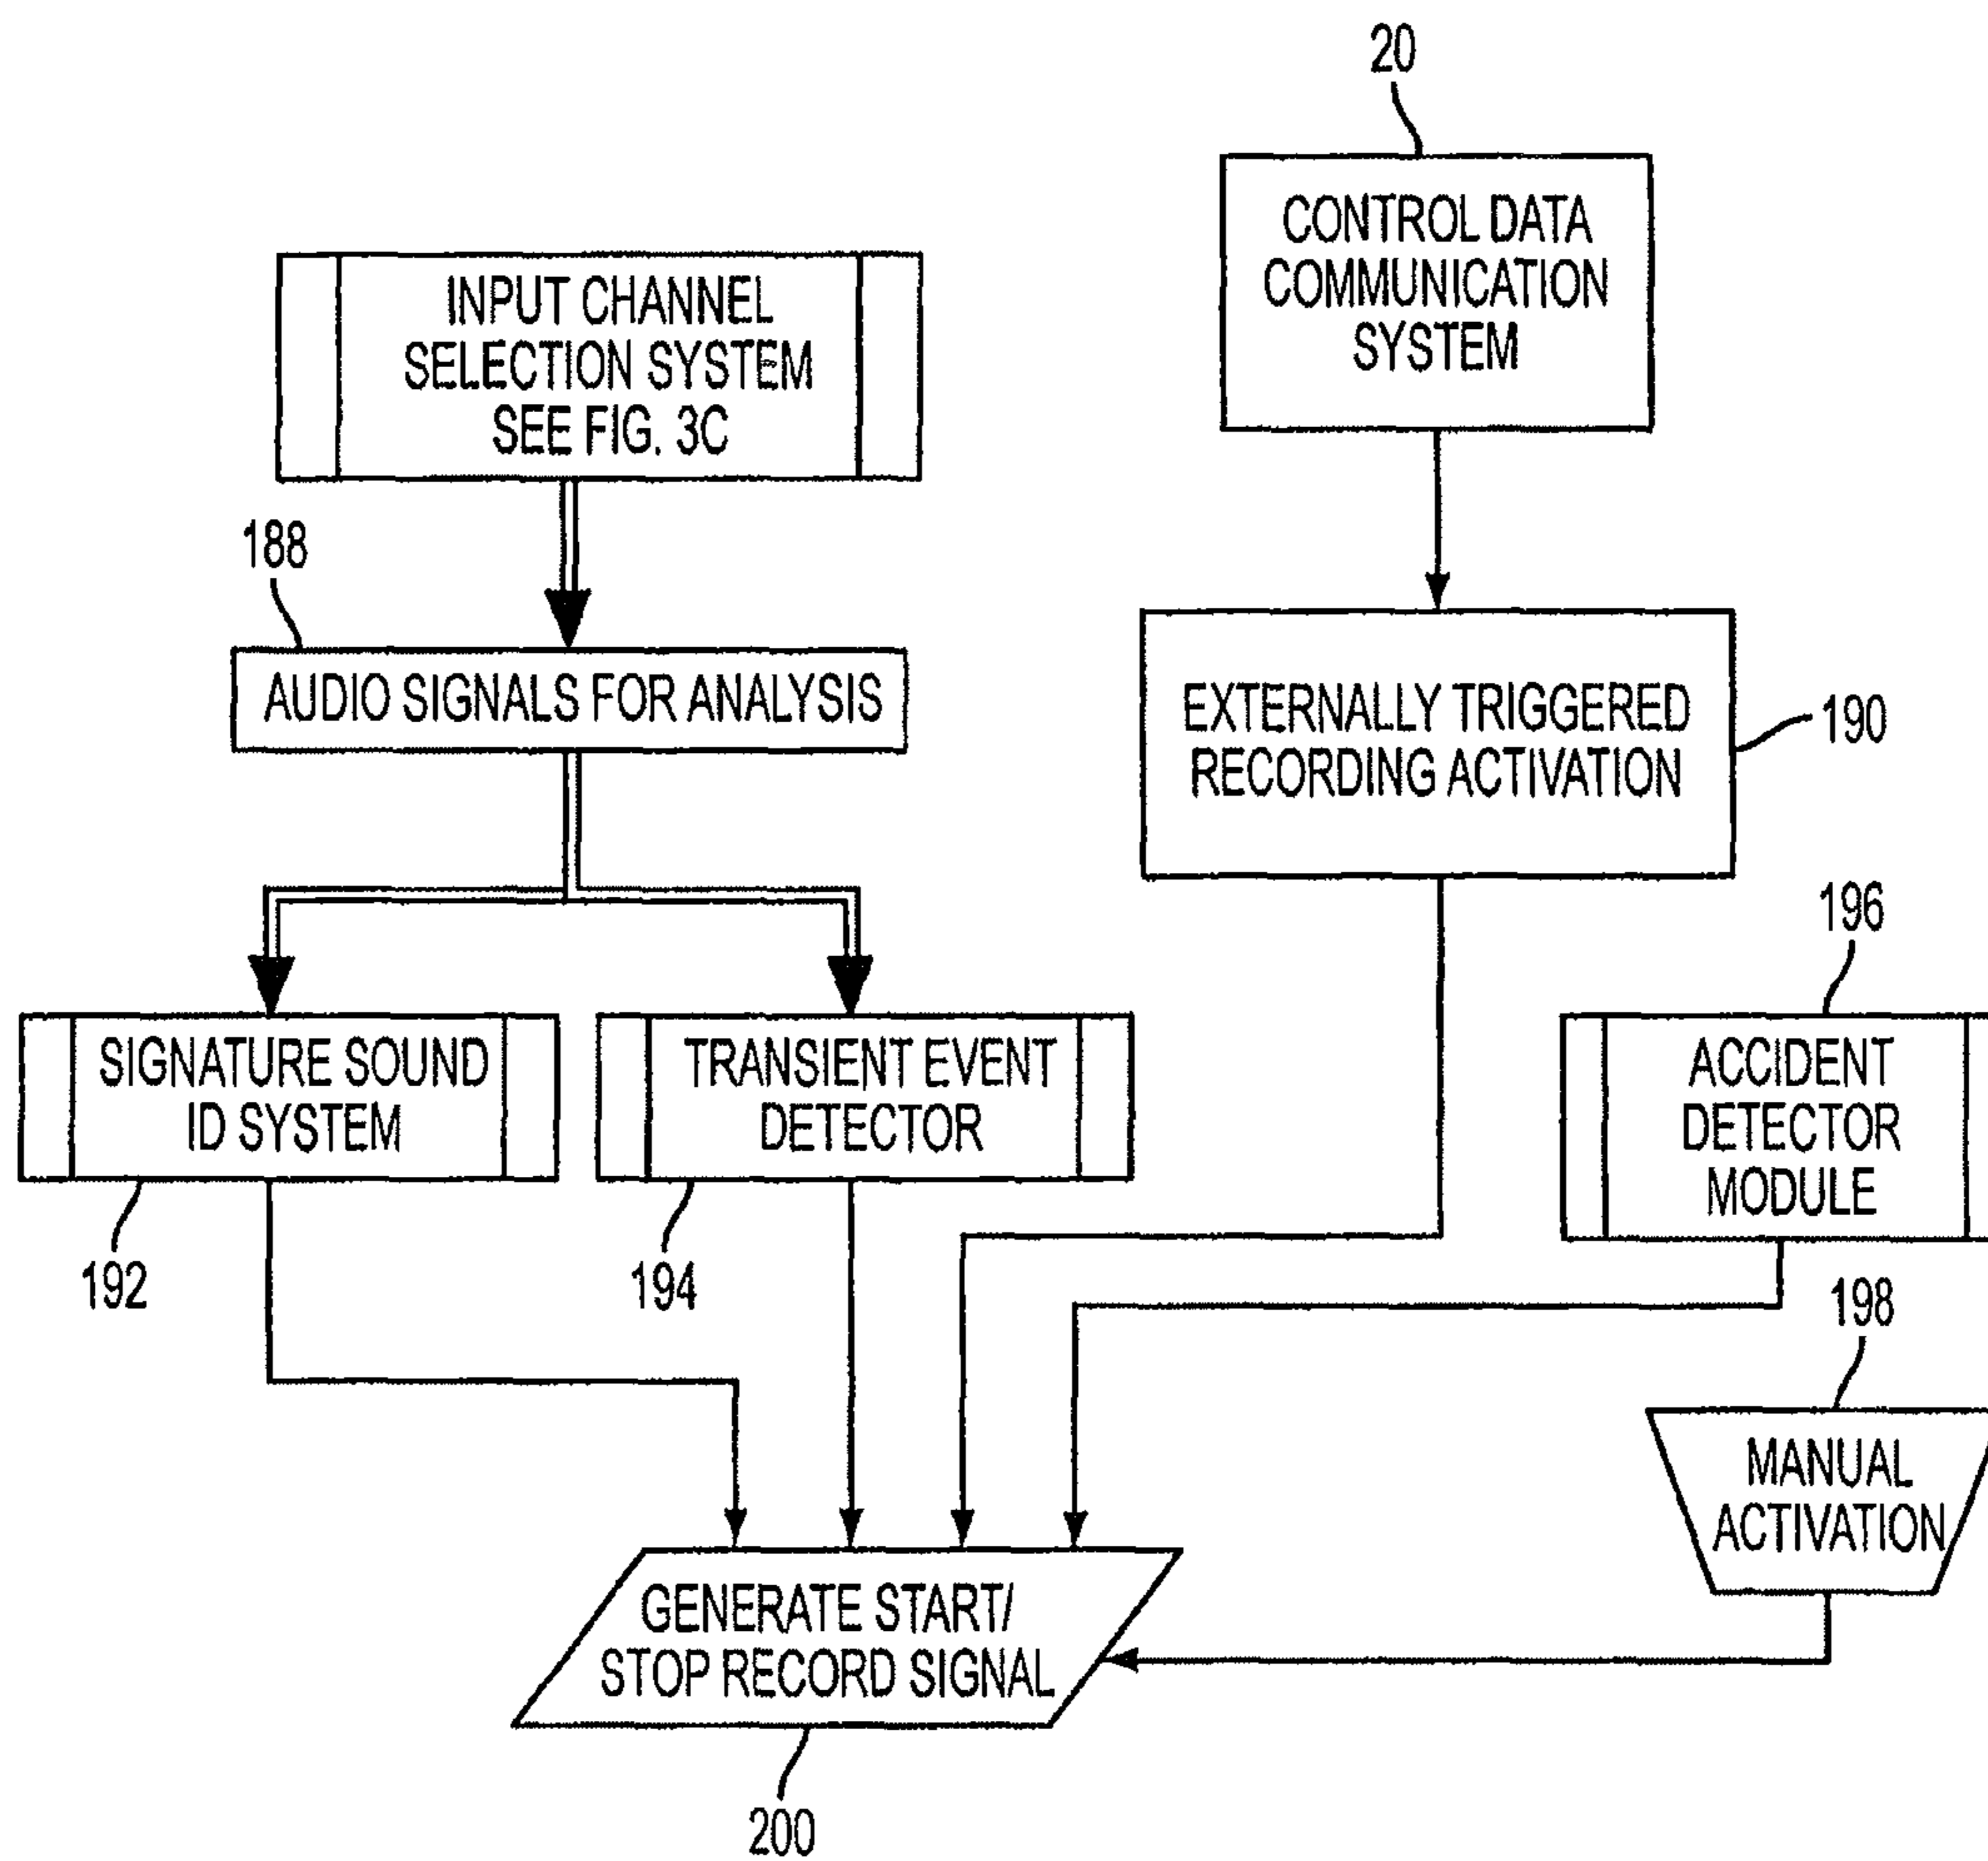 20
CONTROL DATA
COMMUNICATION
SYSTEM
INPUT CHANNEL
SELECTION SYSTEM
SEE FIG. 3C
188
AUDIO SIGNALS FOR ANALYSIS
EXTERNALLY TRIGGERED
RECORDING ACTIVATION
190
196
SIGNATURE SOUND
ID SYSTEM
192
TRANSIENT EVENT
DETECTOR
194
ACCIDENT
DETECTOR
MODULE
198
MANUAL
ACTIVATION
GENERATE START/
STOP RECORD SIGNAL
200